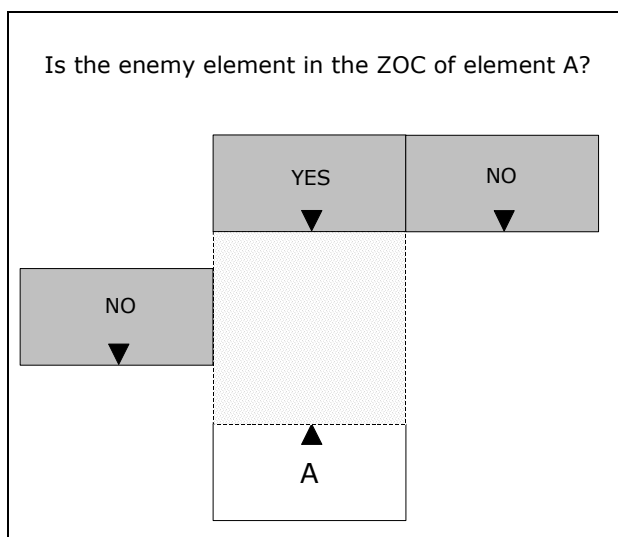 Is the enemy element in the ZOC of element A?
YES
NO
NO
A